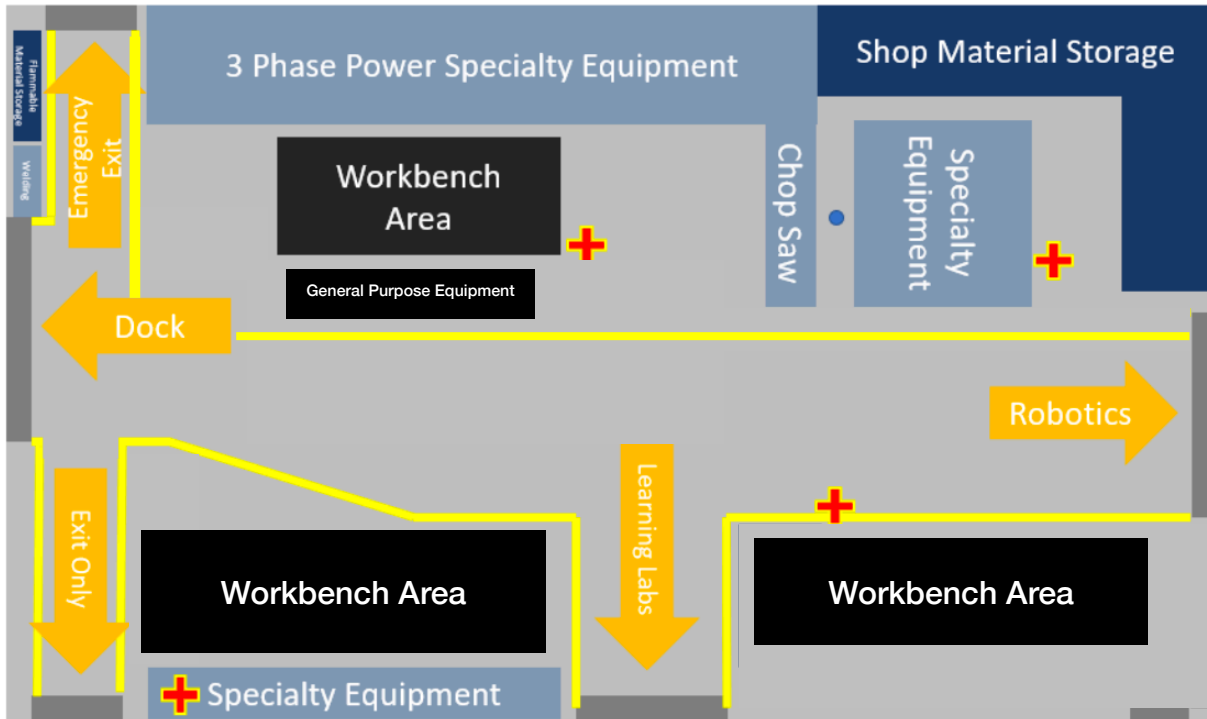 Flammable
Material Storage
Welding
Emergency
Exit
3 Phase Power Specialty Equipment
Shop Material Storage
Workbench
Area
Chop Saw
Specialty
Equipment
General Purpose Equipment
Dock
Robotics
Exit Only
Learning Labs
Workbench Area
Workbench Area
Specialty Equipment